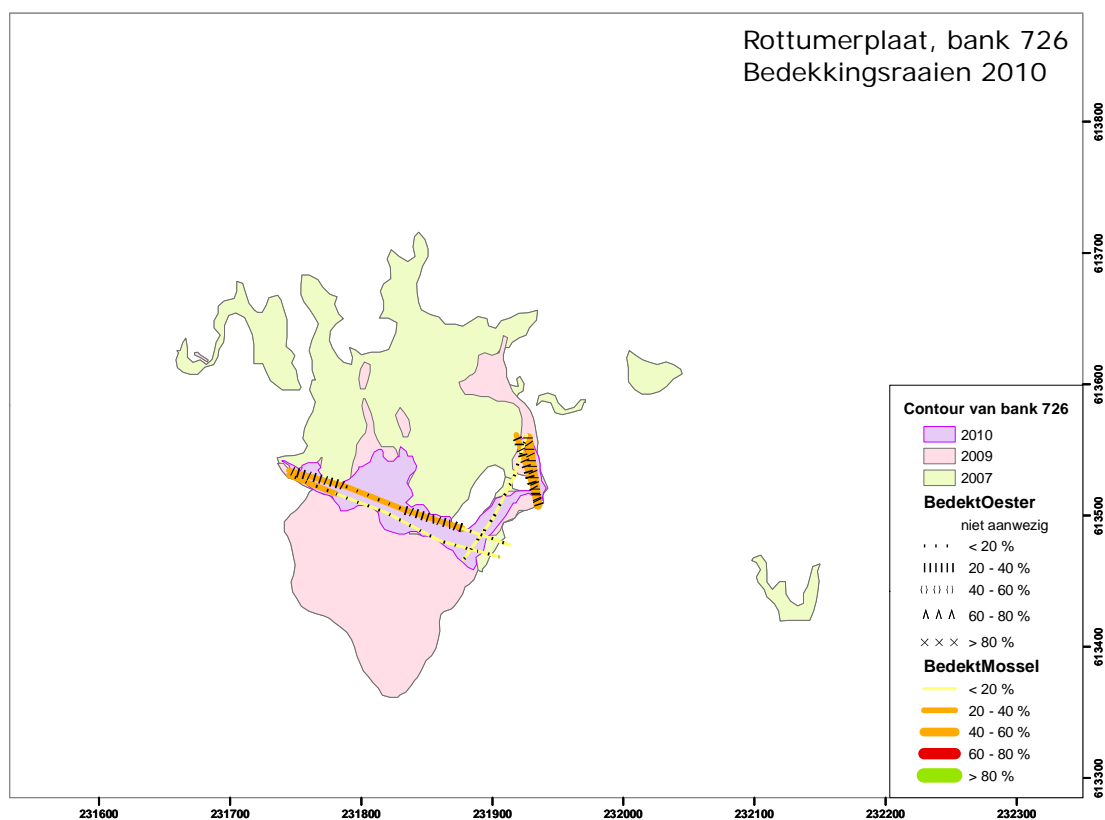 Rottumerplaat, bank 726
Bedekkingsraaien 2010
613800
613700
613600
613500
613400
613300
Contour van bank 726
2010
2009
2007
BedektOester
niet aanwezig
< 20 %
20 - 40 %
40 - 60 %
60 - 80 %
> 80 %
BedektMossel
< 20 %
20 - 40 %
40 - 60 %
60 - 80 %
> 80 %
231600 231700 231800 231900 232000 232100 232200 232300